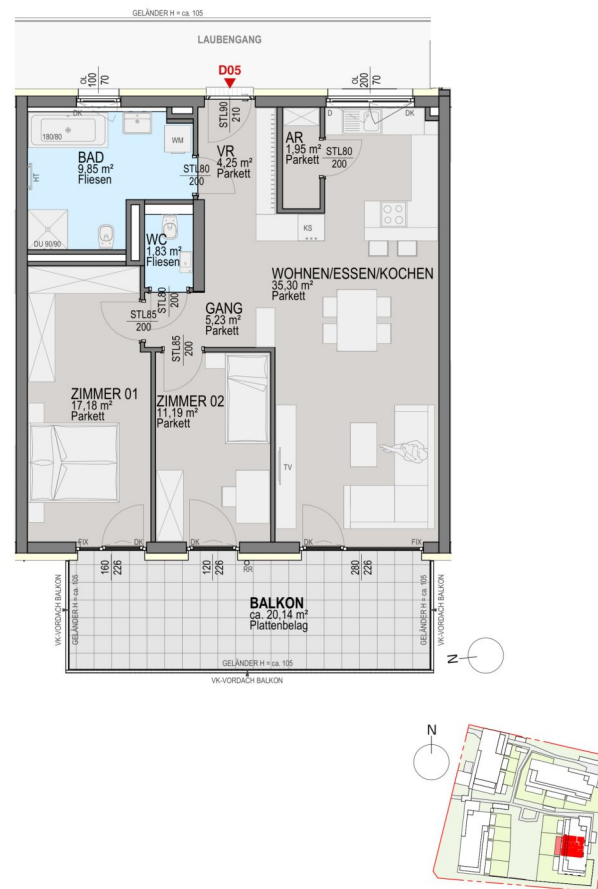 GELÄNDER H = ca. 105
LAUBENGANG
D05
OL
100
70
OL
200
70
DK
STL90
210
D
DK
180/80
WM
BAD
9,85 m²
Fliesen
HT
VR
4,25 m²
Parkett
AR
1,95 m²
Parkett
STL80
200
STL80
200
DU 90/90
WC
1,83 m²
Fliesen
KS
STL80
200
WOHNEN/ESSEN/KOCHEN
35,30 m²
Parkett
GANG
5,23 m²
Parkett
STL85
200
STL85
200
ZIMMER 01
17,18 m²
Parkett
ZIMMER 02
11,19 m²
Parkett
TV
FIX
DK
DK
DK
FIX
160
226
120
226
RR
280
226
VK-VORDACH BALKON
GELÄNDER H = ca. 105
BALKON
ca. 20,14 m²
Plattenbelag
GELÄNDER H = ca. 105
VK-VORDACH BALKON
GELÄNDER H = ca. 105
VK-VORDACH BALKON
N
N